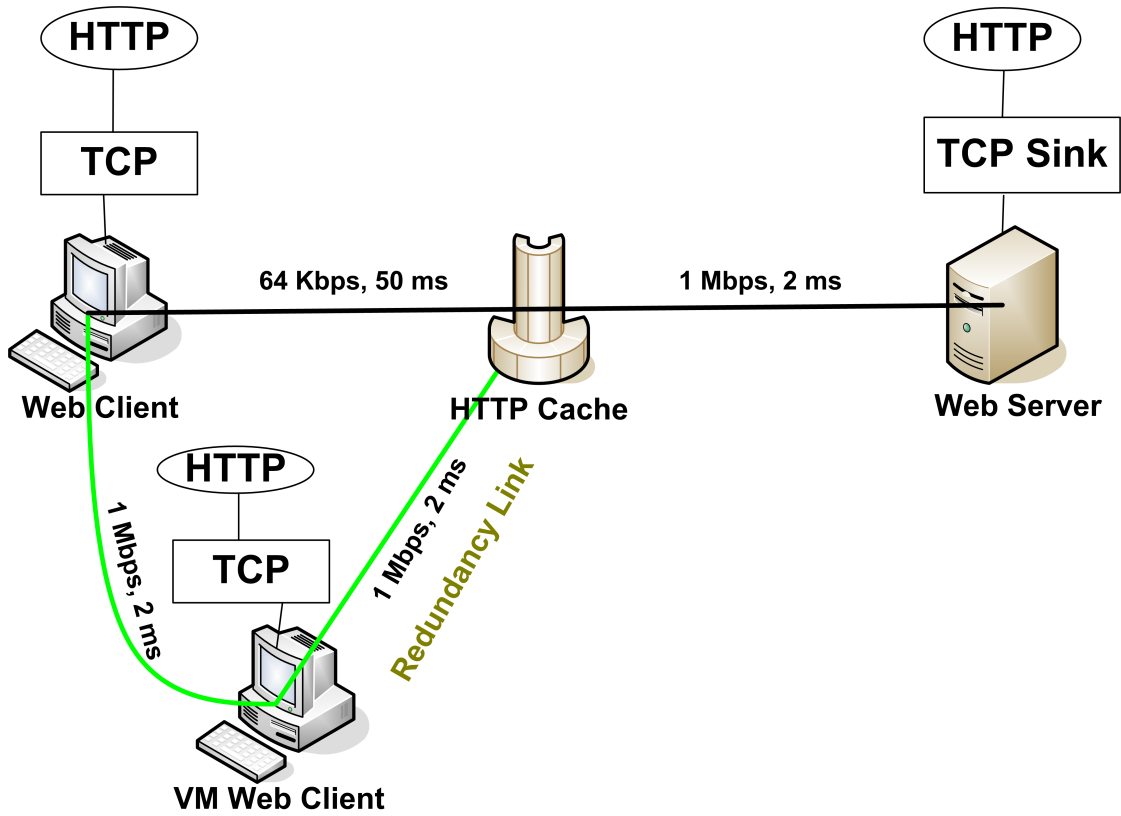 HTTP
HTTP
TCP
TCP Sink
64 Kbps, 50 ms
1 Mbps, 2 ms
Web Client
HTTP Cache
Web Server
HTTP
1 Mbps, 2 ms
1 Mbps, 2 ms
Redundancy Link
TCP
VM Web Client